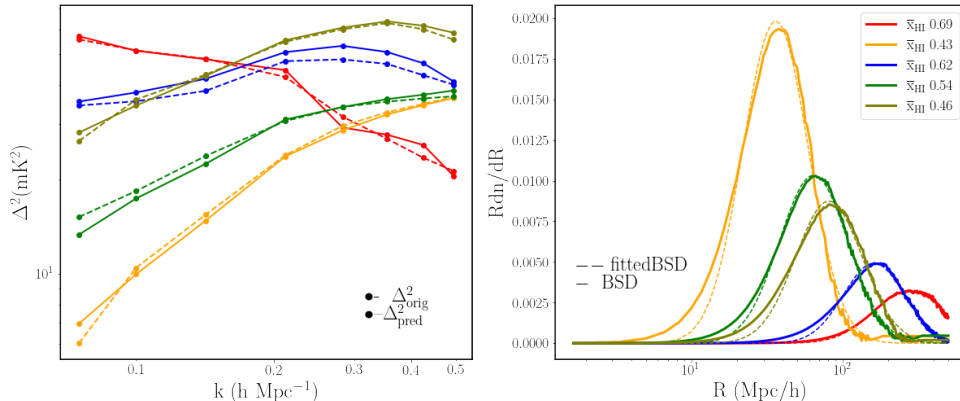 Δ²(mK²)
10¹
0.1
0.2
0.3
0.4
0.5
k (h Mpc⁻¹)
Δ²orig
Δ²pred
Rdn/dR
0.0200
0.0175
0.0150
0.0125
0.0100
0.0075
0.0050
0.0025
0.0000
10¹
10²
R (Mpc/h)
x̅HI 0.69
x̅HI 0.43
x̅HI 0.62
x̅HI 0.54
x̅HI 0.46
fittedBSD
BSD